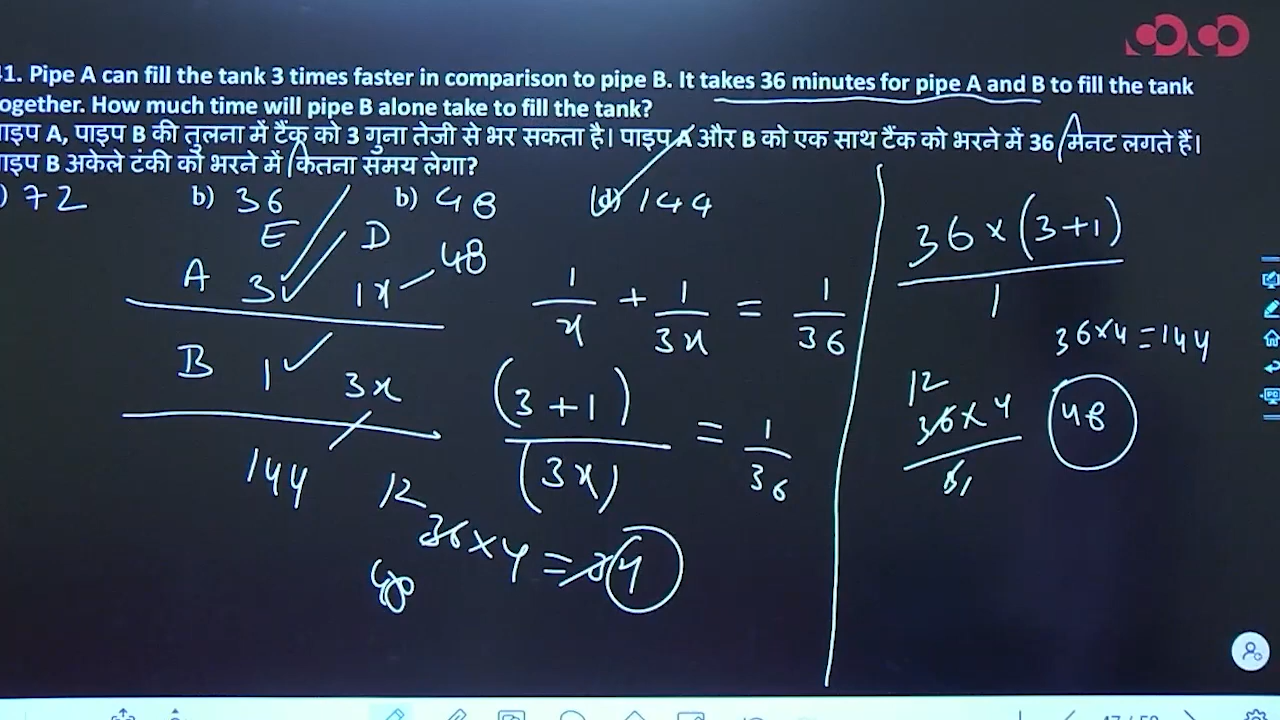 41. Pipe A can fill the tank 3 times faster in comparison to pipe B. It takes 36 minutes for pipe A and B to fill the tank
ogether. How much time will pipe B alone take to fill the tank?
ाइप A, पाइप B की तुलना में टैंक को 3 गुना तेजी से भर सकता है। पाइप A और B को एक साथ टैंक को भरने में 36 मिनट लगते हैं।
ाइप B अकेले टंकी को भरने में कितना समय लेगा?
) 72 b) 36 b) 48 (d) 144
E D
A 3 1x 48
B 1 3x
144
1/x + 1/3x = 1/36
(3+1)/(3x) = 1/36
12
36×4 =
4
36×(3+1)
1
36×4=144
12
36×4
48
47 / 50